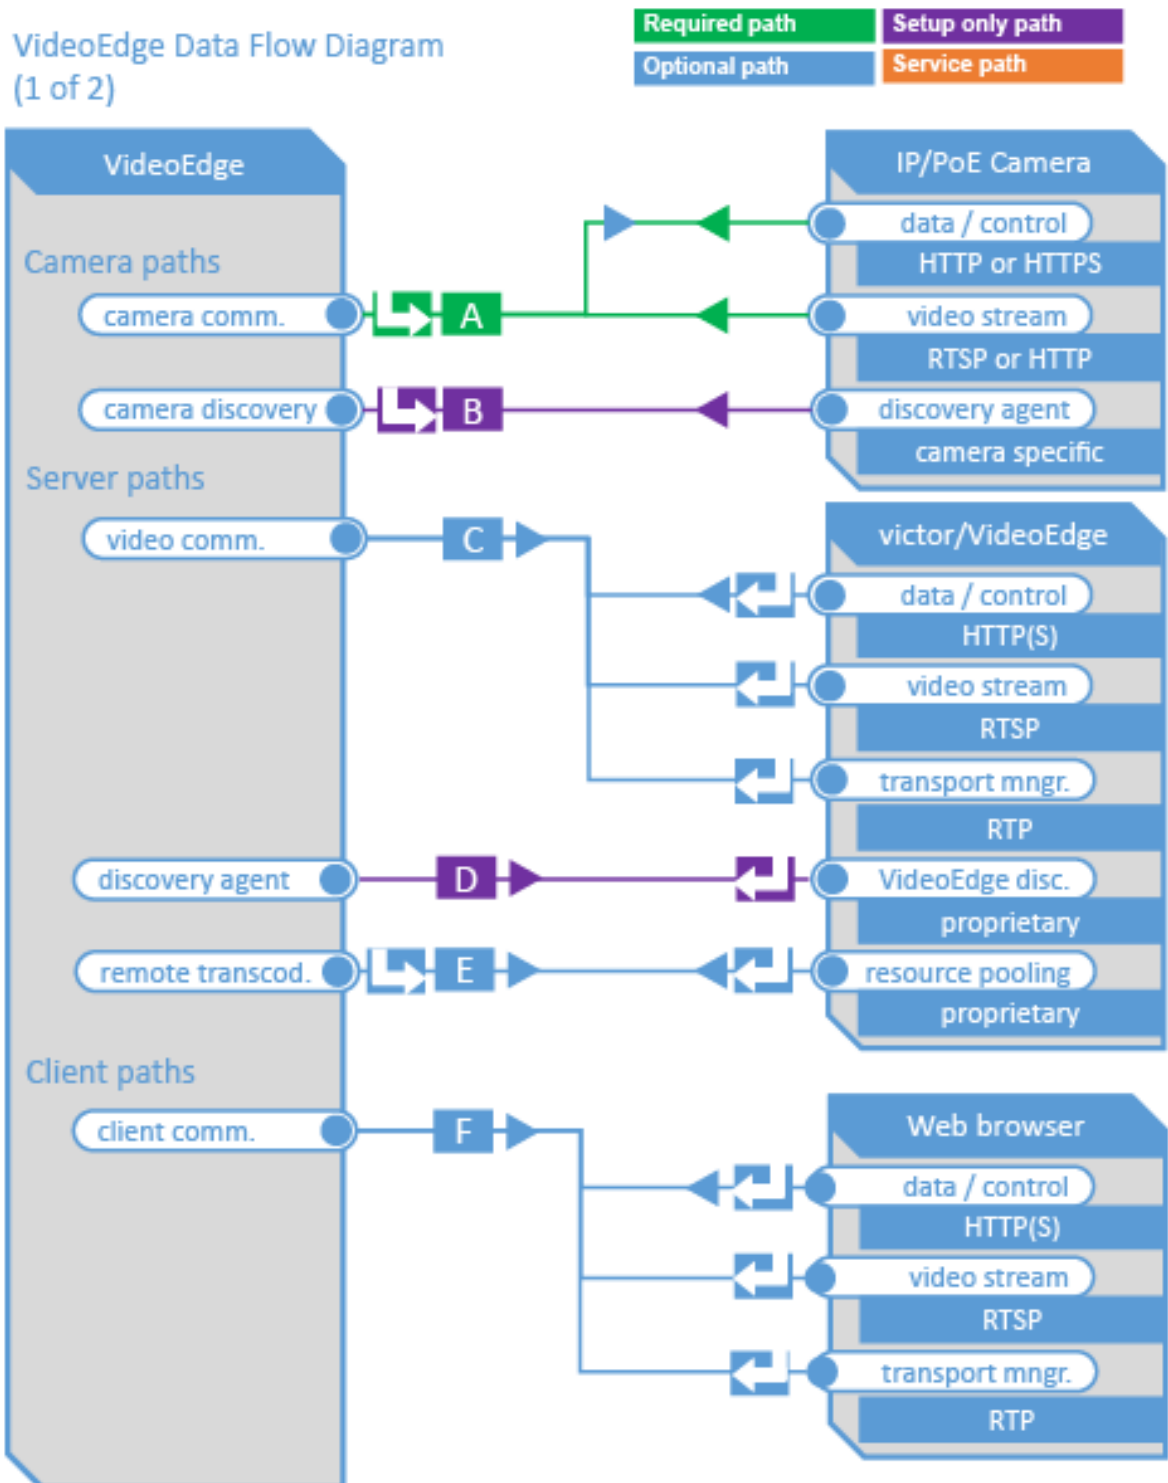 VideoEdge Data Flow Diagram
(1 of 2)
Required path
Setup only path
Optional path
Service path
VideoEdge
Camera paths
camera comm.
A
camera discovery
B
Server paths
video comm.
C
discovery agent
D
remote transcod.
E
Client paths
client comm.
F
IP/PoE Camera
data / control
HTTP or HTTPS
video stream
RTSP or HTTP
discovery agent
camera specific
victor/VideoEdge
data / control
HTTP(S)
video stream
RTSP
transport mngr.
RTP
VideoEdge disc.
proprietary
resource pooling
proprietary
Web browser
data / control
HTTP(S)
video stream
RTSP
transport mngr.
RTP